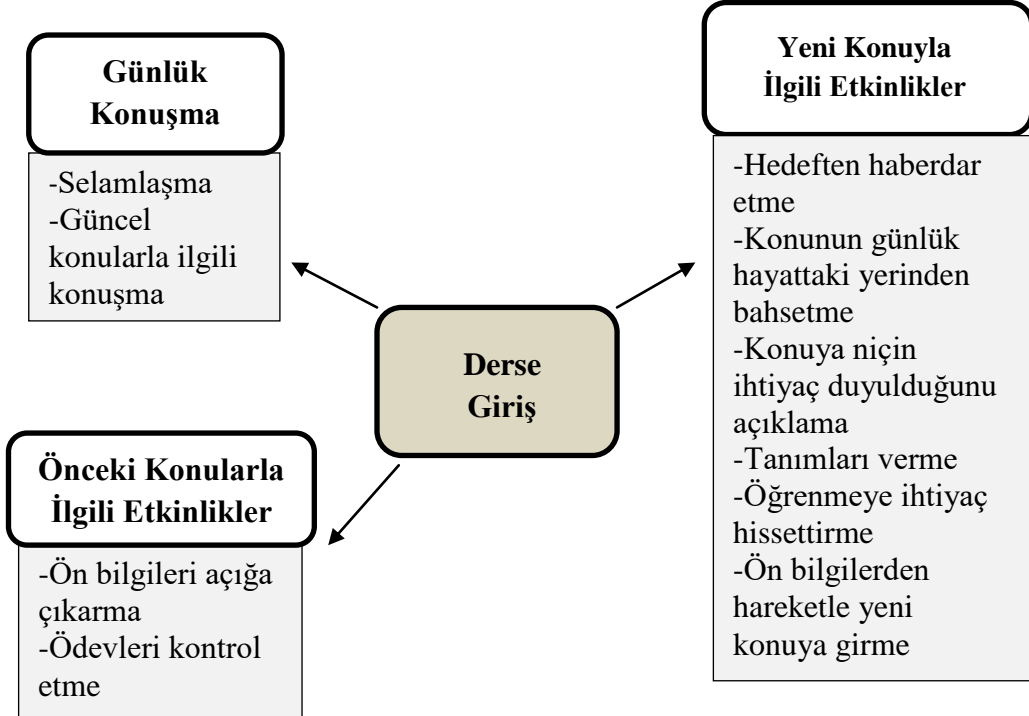 Günlük
Konuşma
-Selamlaşma
-Güncel
konularla ilgili
konuşma
Yeni Konuyla
İlgili Etkinlikler
-Hedeften haberdar
etme
-Konunun günlük
hayattaki yerinden
bahsetme
-Konuya niçin
ihtiyaç duyulduğunu
açıklama
-Tanımları verme
-Öğrenmeye ihtiyaç
hissettirme
-Ön bilgilerden
hareketle yeni
konuya girme
Derse
Giriş
Önceki Konularla
İlgili Etkinlikler
-Ön bilgileri açığa
çıkarma
-Ödevleri kontrol
etme